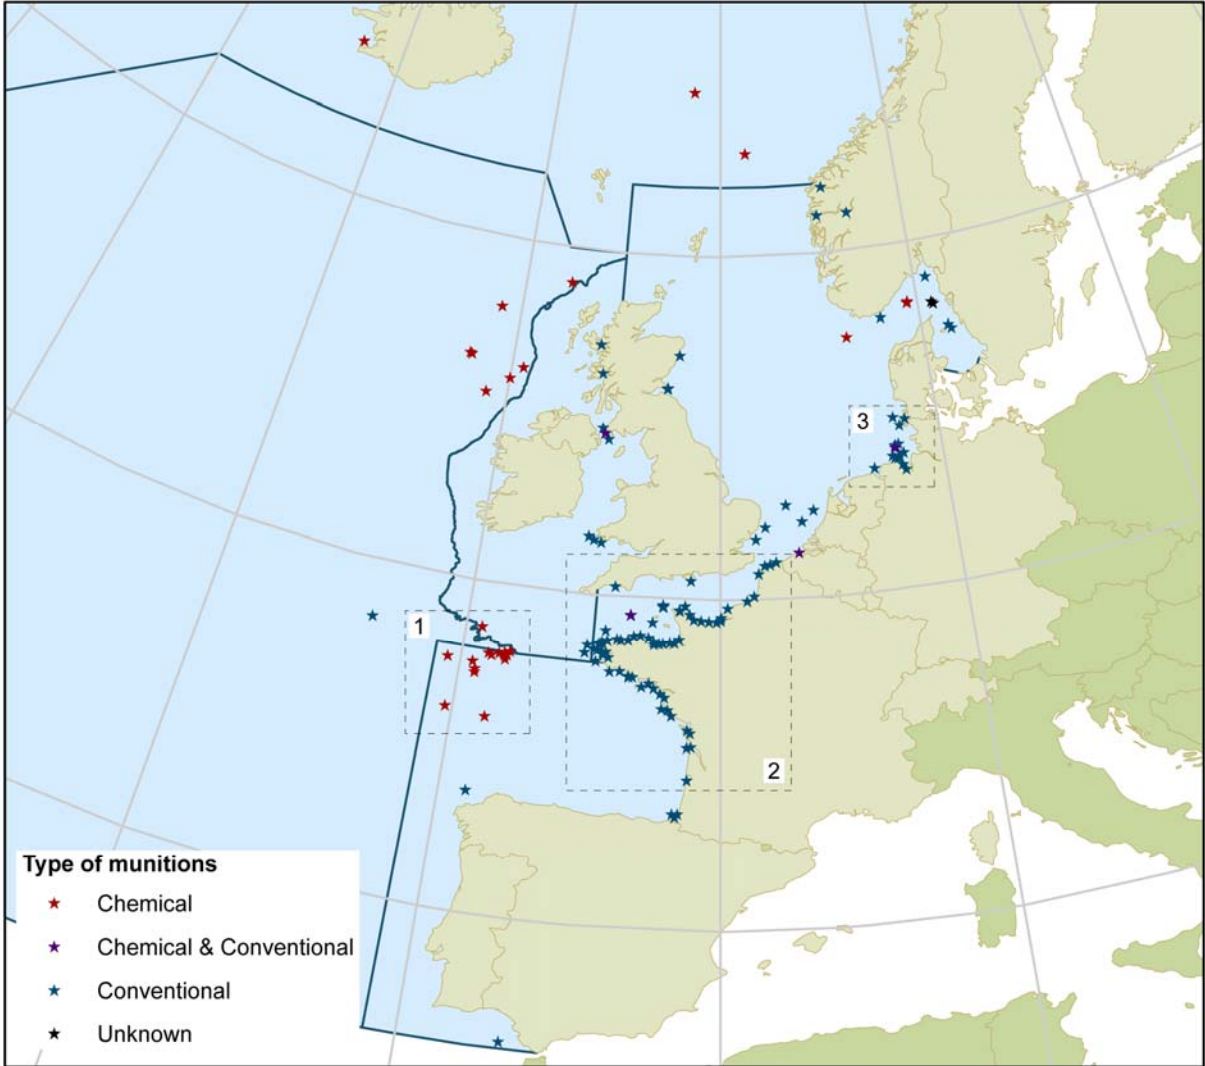 3
1
2
Type of munitions
Chemical
Chemical & Conventional
Conventional
Unknown